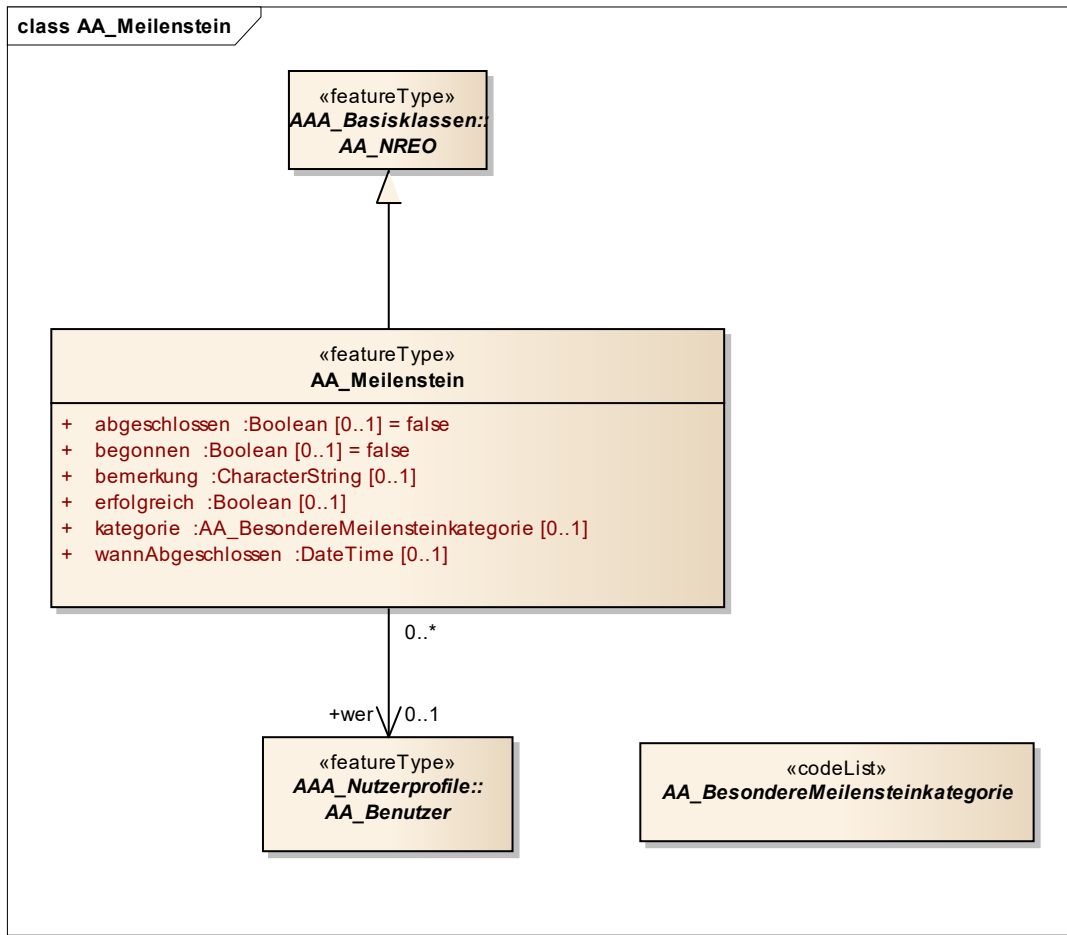 class AA_Meilenstein
«featureType»
AAA_Basisklassen::
AA_NREO
«featureType»
AA_Meilenstein
+ abgeschlossen :Boolean [0..1] = false
+ begonnen :Boolean [0..1] = false
+ bemerkung :CharacterString [0..1]
+ erfolgreich :Boolean [0..1]
+ kategorie :AA_BesondereMeilensteinkategorie [0..1]
+ wannAbgeschlossen :DateTime [0..1]
0..*
+wer 0..1
«featureType»
AAA_Nutzerprofile::
AA_Benutzer
«codeList»
AA_BesondereMeilensteinkategorie